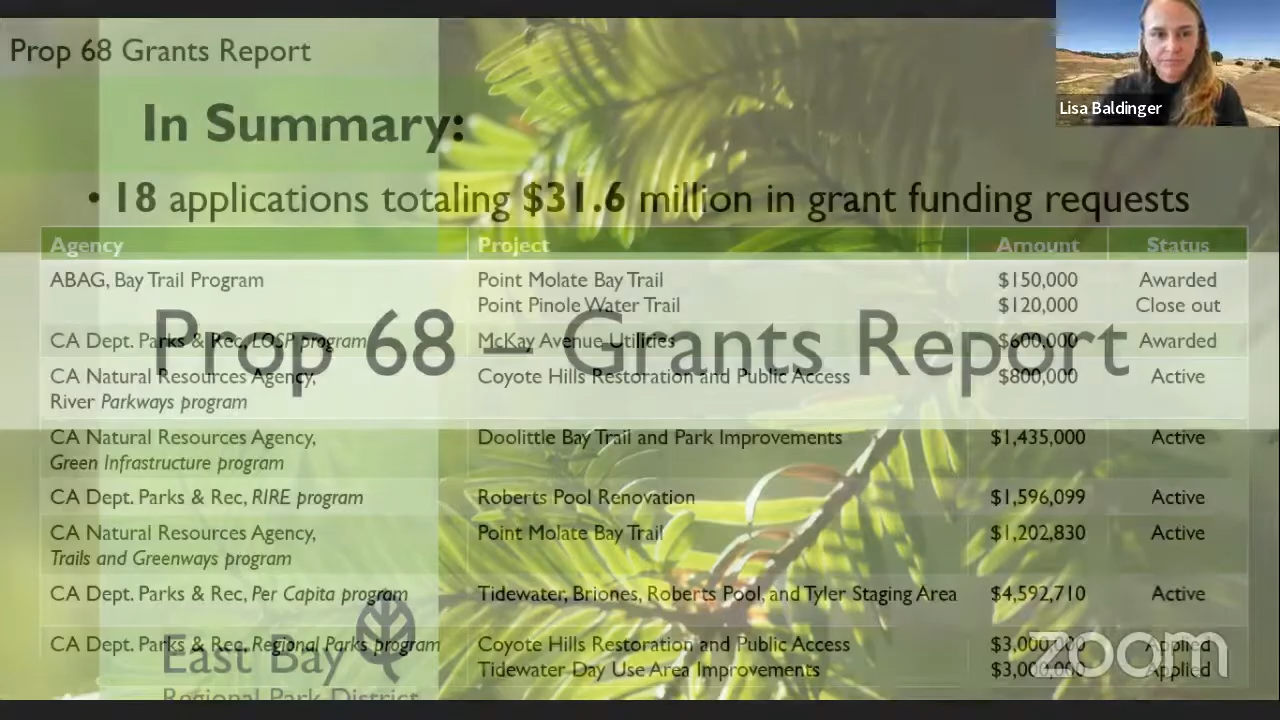 Prop 68 Grants Report
Lisa Baldinger
In Summary:
• 18 applications totaling $31.6 million in grant funding requests
Agency Project Amount Status
ABAG, Bay Trail Program Point Molate Bay Trail $150,000 Awarded
Point Pinole Water Trail $120,000 Close out
Prop 68 – Grants Report
CA Dept. Parks & Rec, LOSP program McKay Avenue Utilities $600,000 Awarded
CA Natural Resources Agency, Coyote Hills Restoration and Public Access $800,000 Active
River Parkways program
CA Natural Resources Agency, Doolittle Bay Trail and Park Improvements $1,435,000 Active
Green Infrastructure program
CA Dept. Parks & Rec, RIRE program Roberts Pool Renovation $1,596,099 Active
CA Natural Resources Agency, Point Molate Bay Trail $1,202,830 Active
Trails and Greenways program
CA Dept. Parks & Rec, Per Capita program Tidewater, Briones, Roberts Pool, and Tyler Staging Area $4,592,710 Active
CA Dept. Parks & Rec, Regional Parks program Coyote Hills Restoration and Public Access $3,000,000 Applied
Tidewater Day Use Area Improvements $3,000,000 Applied
East Bay
Regional Park District
zoom